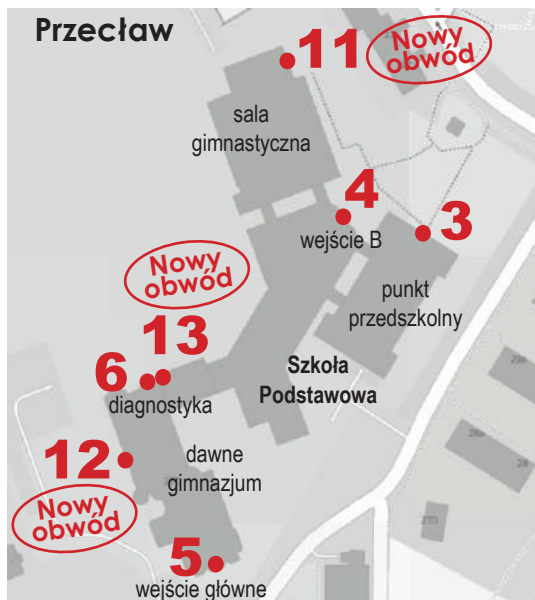 Przecław
11
Nowy
obwód
sala
gimnastyczna
4
wejście B
3
Nowy
obwód
punkt
przedszkolny
13
6
diagnostyka
Szkoła
Podstawowa
12
dawne
gimnazjum
Nowy
obwód
5
wejście główne
28